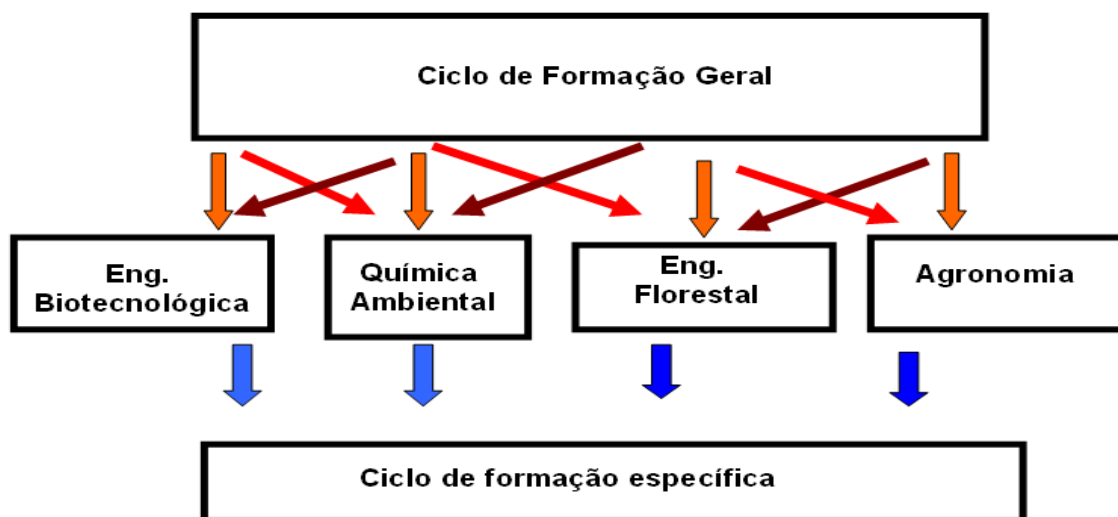 Ciclo de Formação Geral
Eng.
Biotecnológica
Química
Ambiental
Eng.
Florestal
Agronomia
Ciclo de formação específica